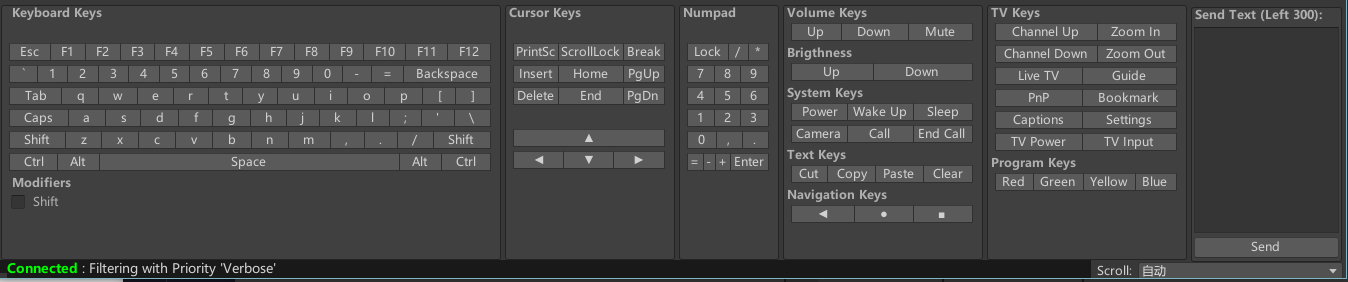 Keyboard Keys
Esc F1 F2 F3 F4 F5 F6 F7 F8 F9 F10 F11 F12
` 1 2 3 4 5 6 7 8 9 0 - = Backspace
Tab q w e r t y u i o p [ ]
Caps a s d f g h j k l ; ' \
Shift z x c v b n m , . / Shift
Ctrl Alt Space Alt Ctrl
Modifiers
Shift
Cursor Keys
PrintSc ScrollLock Break
Insert Home PgUp
Delete End PgDn
▲
◀ ▼ ▶
Numpad
Lock / *
7 8 9
4 5 6
1 2 3
0 , .
= - + Enter
Volume Keys
Up Down Mute
Brigthness
Up Down
System Keys
Power Wake Up Sleep
Camera Call End Call
Text Keys
Cut Copy Paste Clear
Navigation Keys
◀ ● ■
TV Keys
Channel Up Zoom In
Channel Down Zoom Out
Live TV Guide
PnP Bookmark
Captions Settings
TV Power TV Input
Program Keys
Red Green Yellow Blue
Send Text (Left 300):
Send
Connected : Filtering with Priority 'Verbose'
Scroll: 自动